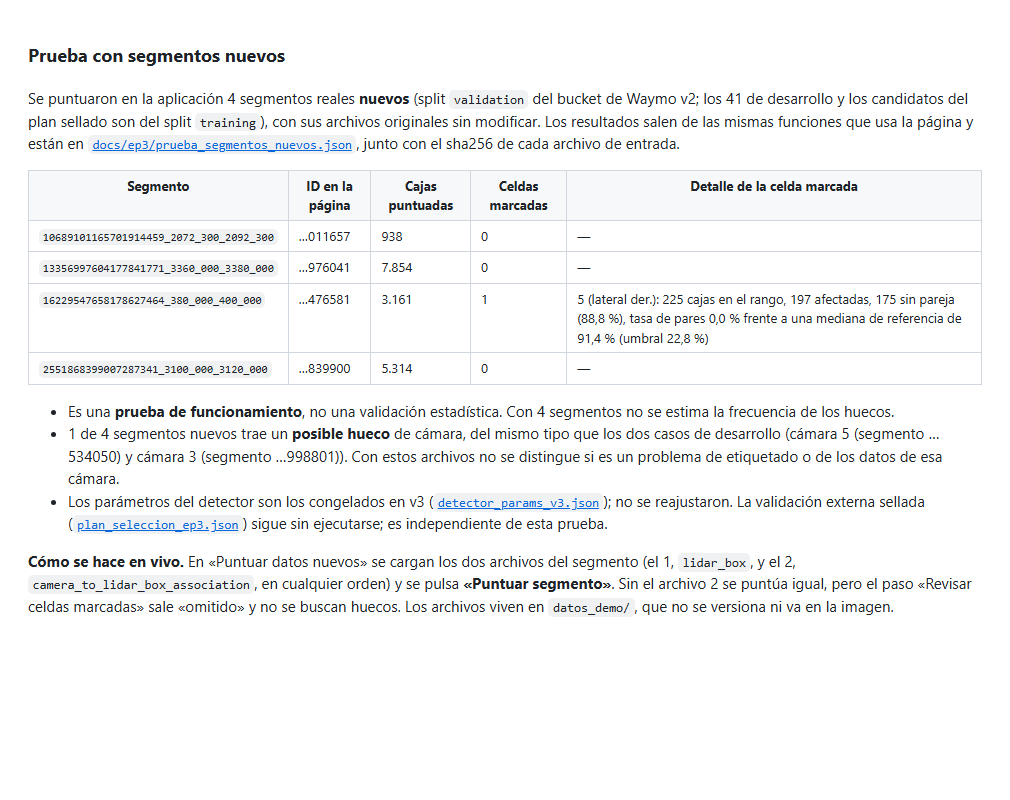 Prueba con segmentos nuevos
Se puntuaron en la aplicación 4 segmentos reales nuevos (split validation del bucket de Waymo v2; los 41 de desarrollo y los candidatos del
plan sellado son del split training ), con sus archivos originales sin modificar. Los resultados salen de las mismas funciones que usa la página y
están en docs/ep3/prueba_segmentos_nuevos.json , junto con el sha256 de cada archivo de entrada.
Segmento ID en la página Cajas puntuadas Celdas marcadas Detalle de la celda marcada
10689101165701914459_2072_300_2092_300 …011657 938 0 —
13356997604177841771_3360_000_3380_000 …976041 7.854 0 —
16229547658178627464_380_000_400_000 …476581 3.161 1 5 (lateral der.): 225 cajas en el rango, 197 afectadas, 175 sin pareja
(88,8 %), tasa de pares 0,0 % frente a una mediana de referencia de
91,4 % (umbral 22,8 %)
2551868399007287341_3100_000_3120_000 …839900 5.314 0 —
• Es una prueba de funcionamiento, no una validación estadística. Con 4 segmentos no se estima la frecuencia de los huecos.
• 1 de 4 segmentos nuevos trae un posible hueco de cámara, del mismo tipo que los dos casos de desarrollo (cámara 5 (segmento …
534050) y cámara 3 (segmento …998801)). Con estos archivos no se distingue si es un problema de etiquetado o de los datos de esa
cámara.
• Los parámetros del detector son los congelados en v3 ( detector_params_v3.json ); no se reajustaron. La validación externa sellada
( plan_seleccion_ep3.json ) sigue sin ejecutarse; es independiente de esta prueba.
Cómo se hace en vivo. En «Puntuar datos nuevos» se cargan los dos archivos del segmento (el 1, lidar_box , y el 2,
camera_to_lidar_box_association , en cualquier orden) y se pulsa «Puntuar segmento». Sin el archivo 2 se puntúa igual, pero el paso «Revisar
celdas marcadas» sale «omitido» y no se buscan huecos. Los archivos viven en datos_demo/ , que no se versiona ni va en la imagen.